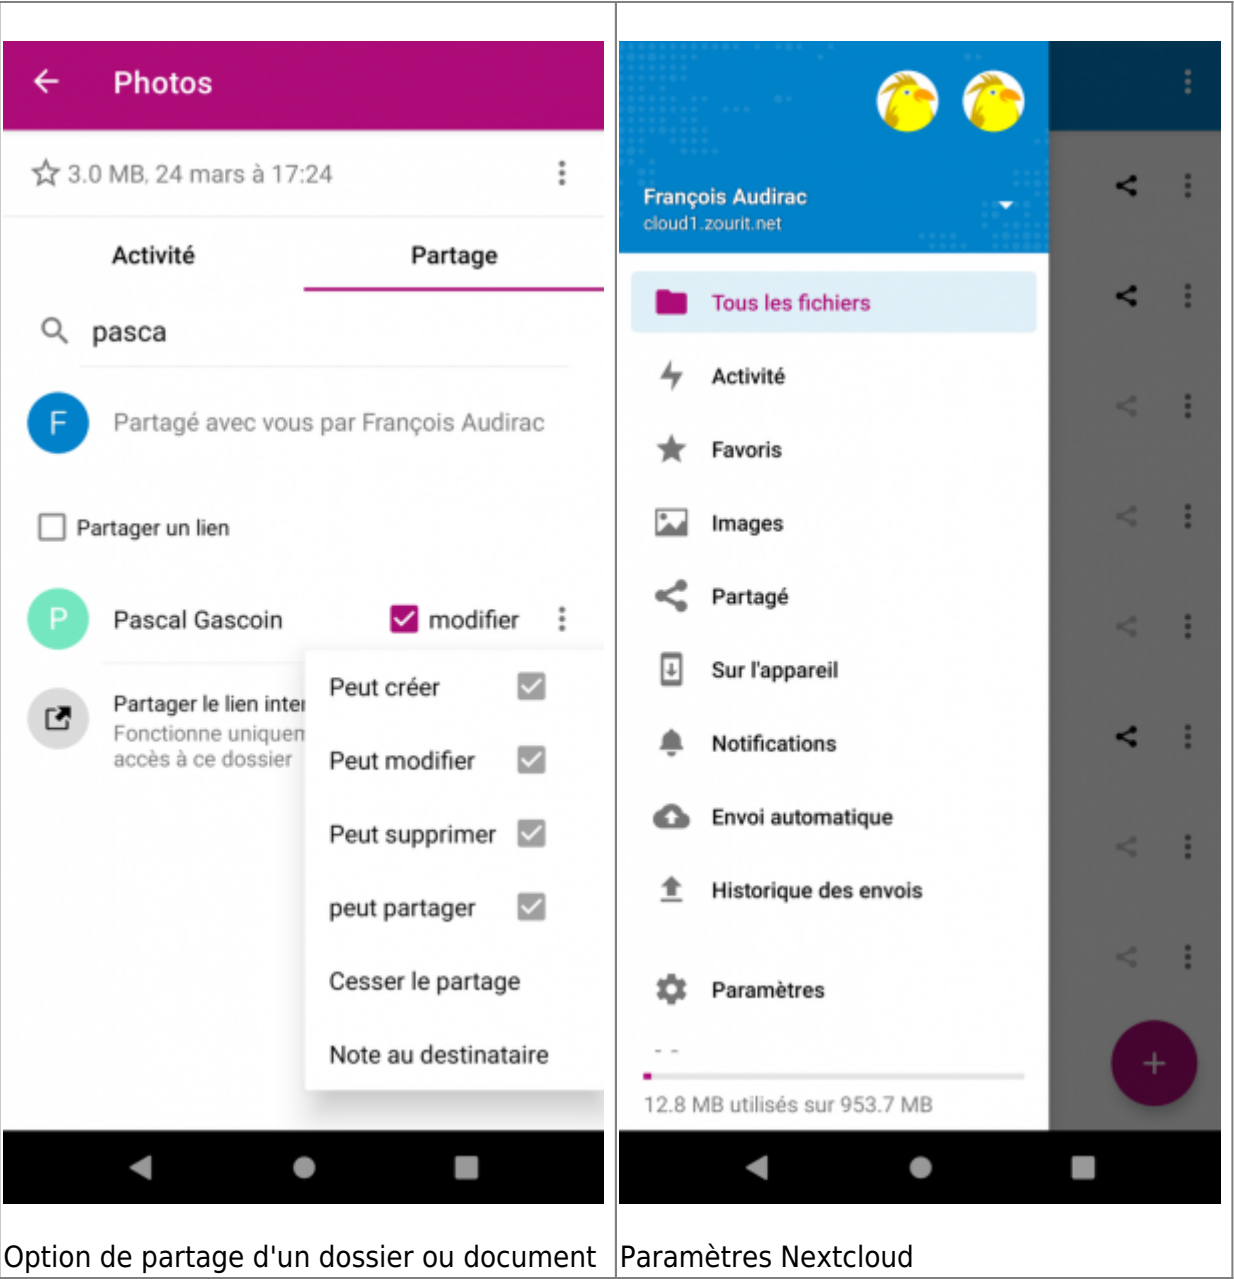 Photos
3.0 MB, 24 mars à 17:24
Activité
Partage
pasca
F
Partagé avec vous par François Audirac
Partager un lien
P
Pascal Gascoin
modifier
Partager le lien inter
Fonctionne uniquem
accès à ce dossier
Peut créer
Peut modifier
Peut supprimer
peut partager
Cesser le partage
Note au destinataire
Option de partage d'un dossier ou document
François Audirac
cloud1.zourit.net
Tous les fichiers
Activité
Favoris
Images
Partagé
Sur l'appareil
Notifications
Envoi automatique
Historique des envois
Paramètres
12.8 MB utilisés sur 953.7 MB
Paramètres Nextcloud